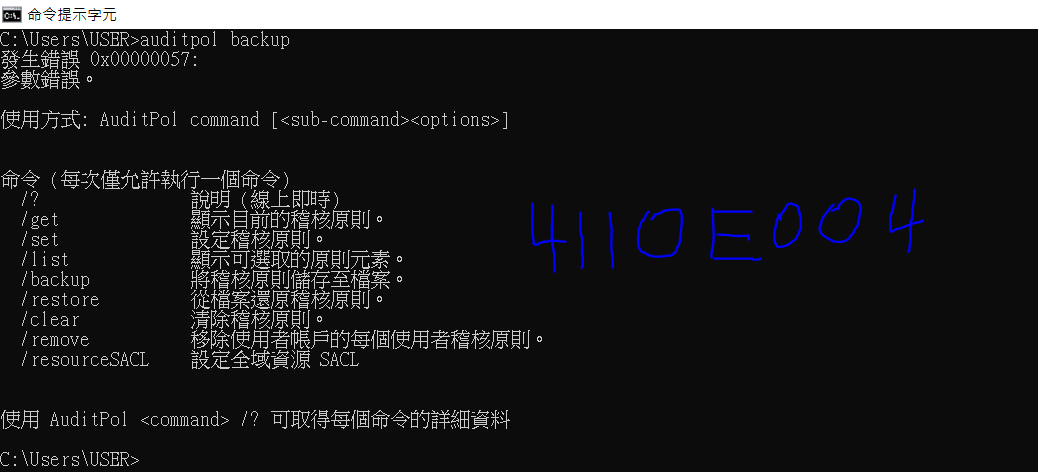 命令提示字元
C:\Users\USER>auditpol backup
發生錯誤 0x00000057:
參數錯誤。
使用方式: AuditPol command [<sub-command><options>]
命令 (每次僅允許執行一個命令)
/? 說明 (線上即時)
/get 顯示目前的稽核原則。
/set 設定稽核原則。
/list 顯示可選取的原則元素。
/backup 將稽核原則儲存至檔案。
/restore 從檔案還原稽核原則。
/clear 清除稽核原則。
/remove 移除使用者帳戶的每個使用者稽核原則。
/resourceSACL 設定全域資源 SACL
4110E004
使用 AuditPol <command> /? 可取得每個命令的詳細資料
C:\Users\USER>